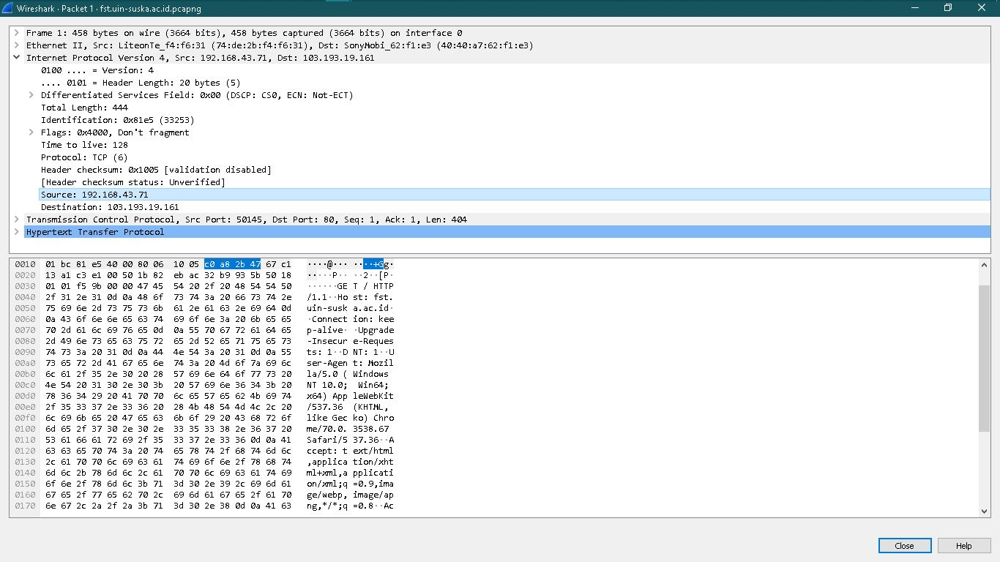 Wireshark · Packet 1 · fst.uin-suska.ac.id.pcapng
Frame 1: 458 bytes on wire (3664 bits), 458 bytes captured (3664 bits) on interface 0
Ethernet II, Src: LiteonTe_f4:f6:31 (74:de:2b:f4:f6:31), Dst: SonyMobi_62:f1:e3 (40:40:a7:62:f1:e3)
Internet Protocol Version 4, Src: 192.168.43.71, Dst: 103.193.19.161
0100 .... = Version: 4
.... 0101 = Header Length: 20 bytes (5)
Differentiated Services Field: 0x00 (DSCP: CS0, ECN: Not-ECT)
Total Length: 444
Identification: 0x81e5 (33253)
Flags: 0x4000, Don't fragment
Time to live: 128
Protocol: TCP (6)
Header checksum: 0x1005 [validation disabled]
[Header checksum status: Unverified]
Source: 192.168.43.71
Destination: 103.193.19.161
Transmission Control Protocol, Src Port: 50145, Dst Port: 80, Seq: 1, Ack: 1, Len: 404
Hypertext Transfer Protocol
0010 01 bc 81 e5 40 00 80 06 10 05 c0 a8 2b 47 67 c1 ····@··· ····+Gg·
0020 13 a1 c3 e1 00 50 1b 82 eb ac 32 b9 93 5b 50 18 ·····P·· ··2··[P·
0030 01 01 f5 9b 00 00 47 45 54 20 2f 20 48 54 54 50 ······GE T / HTTP
0040 2f 31 2e 31 0d 0a 48 6f 73 74 3a 20 66 73 74 2e /1.1··Ho st: fst.
0050 75 69 6e 2d 73 75 73 6b 61 2e 61 63 2e 69 64 0d uin-susk a.ac.id·
0060 0a 43 6f 6e 6e 65 63 74 69 6f 6e 3a 20 6b 65 65 ·Connect ion: kee
0070 70 2d 61 6c 69 76 65 0d 0a 55 70 67 72 61 64 65 p-alive· ·Upgrade
0080 2d 49 6e 73 65 63 75 72 65 2d 52 65 71 75 65 73 -Insecur e-Reques
0090 74 73 3a 20 31 0d 0a 44 4e 54 3a 20 31 0d 0a 55 ts: 1··D NT: 1··U
00a0 73 65 72 2d 41 67 65 6e 74 3a 20 4d 6f 7a 69 6c ser-Agen t: Mozil
00b0 6c 61 2f 35 2e 30 20 28 57 69 6e 64 6f 77 73 20 la/5.0 ( Windows
00c0 4e 54 20 31 30 2e 30 3b 20 57 69 6e 36 34 3b 20 NT 10.0; Win64;
00d0 78 36 34 29 20 41 70 70 6c 65 57 65 62 4b 69 74 x64) App leWebKit
00e0 2f 35 33 37 2e 33 36 20 28 4b 48 54 4d 4c 2c 20 /537.36 (KHTML,
00f0 6c 69 6b 65 20 47 65 63 6b 6f 29 20 43 68 72 6f like Gec ko) Chro
0100 6d 65 2f 37 30 2e 30 2e 33 35 33 38 2e 36 37 20 me/70.0. 3538.67
0110 53 61 66 61 72 69 2f 35 33 37 2e 33 36 0d 0a 41 Safari/5 37.36··A
0120 63 63 65 70 74 3a 20 74 65 78 74 2f 68 74 6d 6c ccept: t ext/html
0130 2c 61 70 70 6c 69 63 61 74 69 6f 6e 2f 78 68 74 ,applica tion/xht
0140 6d 6c 2b 78 6d 6c 2c 61 70 70 6c 69 63 61 74 69 ml+xml,a pplicati
0150 6f 6e 2f 78 6d 6c 3b 71 3d 30 2e 39 2c 69 6d 61 on/xml;q =0.9,ima
0160 67 65 2f 77 65 62 70 2c 69 6d 61 67 65 2f 61 70 ge/webp, image/ap
0170 6e 67 2c 2a 2f 2a 3b 71 3d 30 2e 38 0d 0a 41 63 ng,*/*;q =0.8··Ac
Close
Help